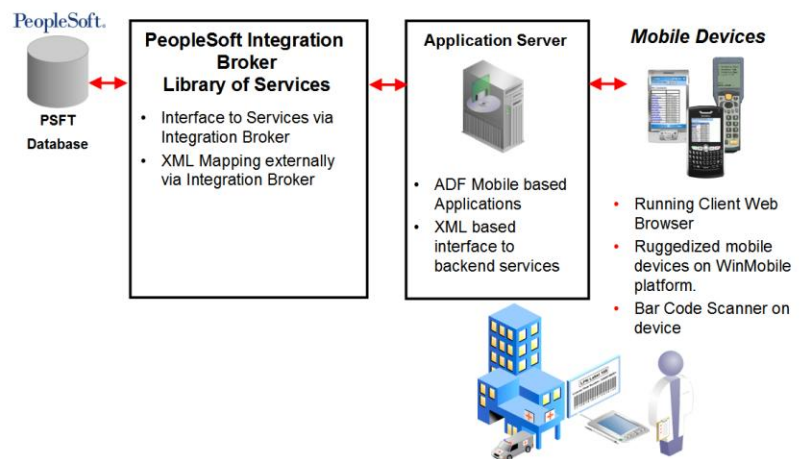 PeopleSoft.
PSFT
Database
PeopleSoft Integration
Broker
Library of Services
• Interface to Services via
Integration Broker
• XML Mapping externally
via Integration Broker
Application Server
• ADF Mobile based
Applications
• XML based
interface to
backend services
Mobile Devices
• Running Client Web
Browser
• Ruggedized mobile
devices on WinMobile
platform.
• Bar Code Scanner on
device